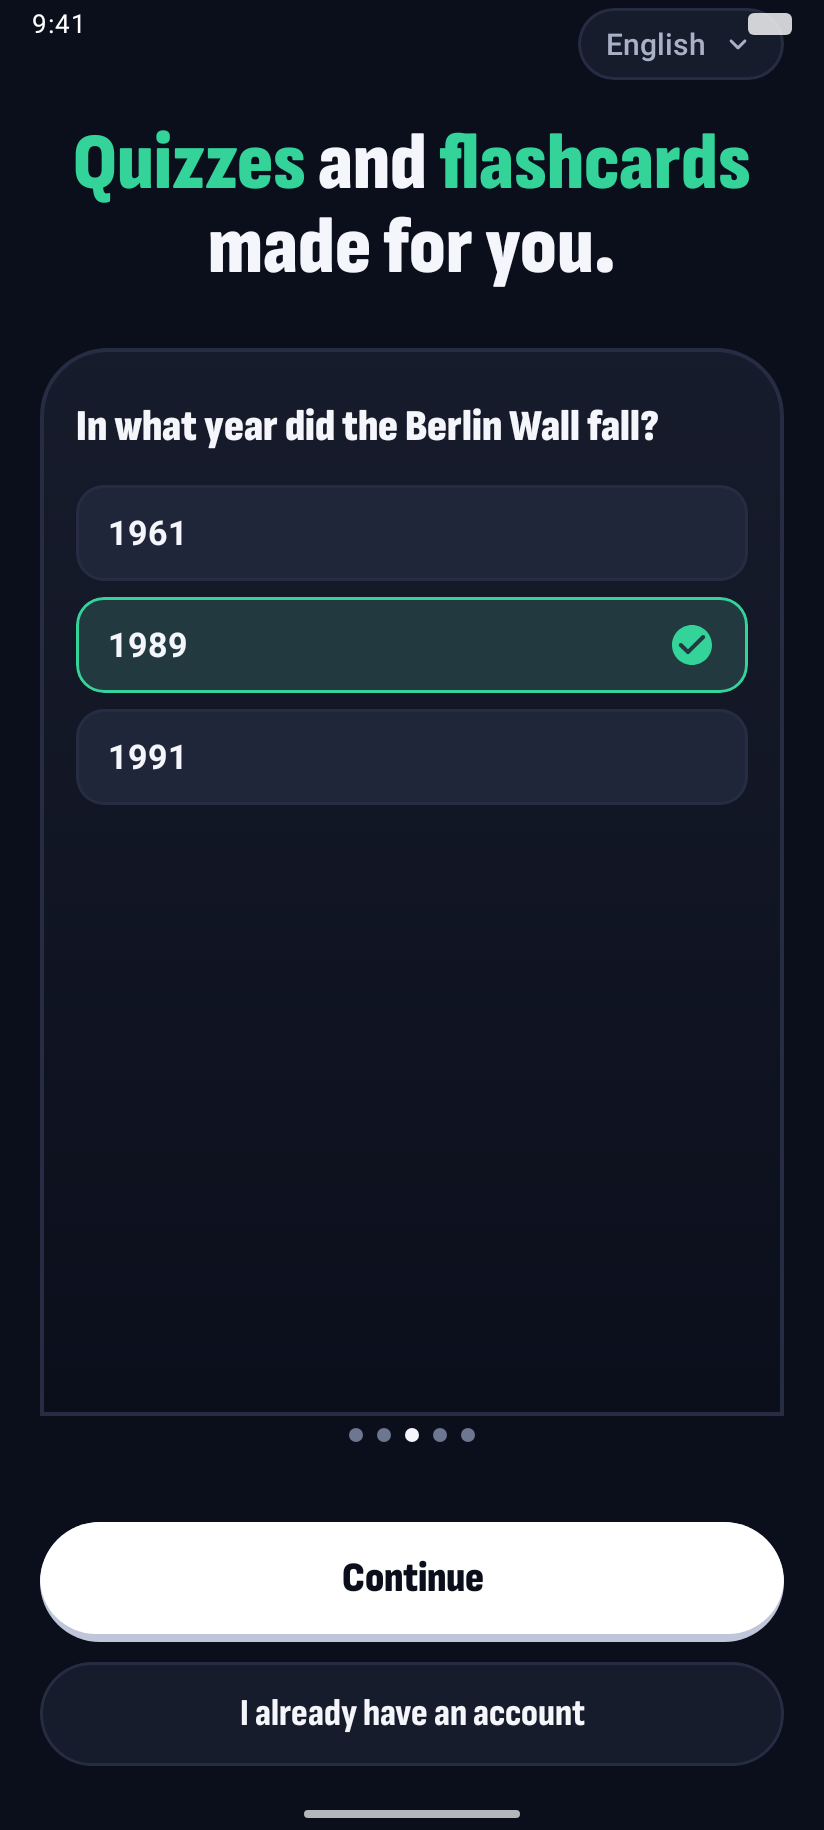 9:41
English
Quizzes and flashcards
made for you.
In what year did the Berlin Wall fall?
1961
1989
1991
Continue
I already have an account